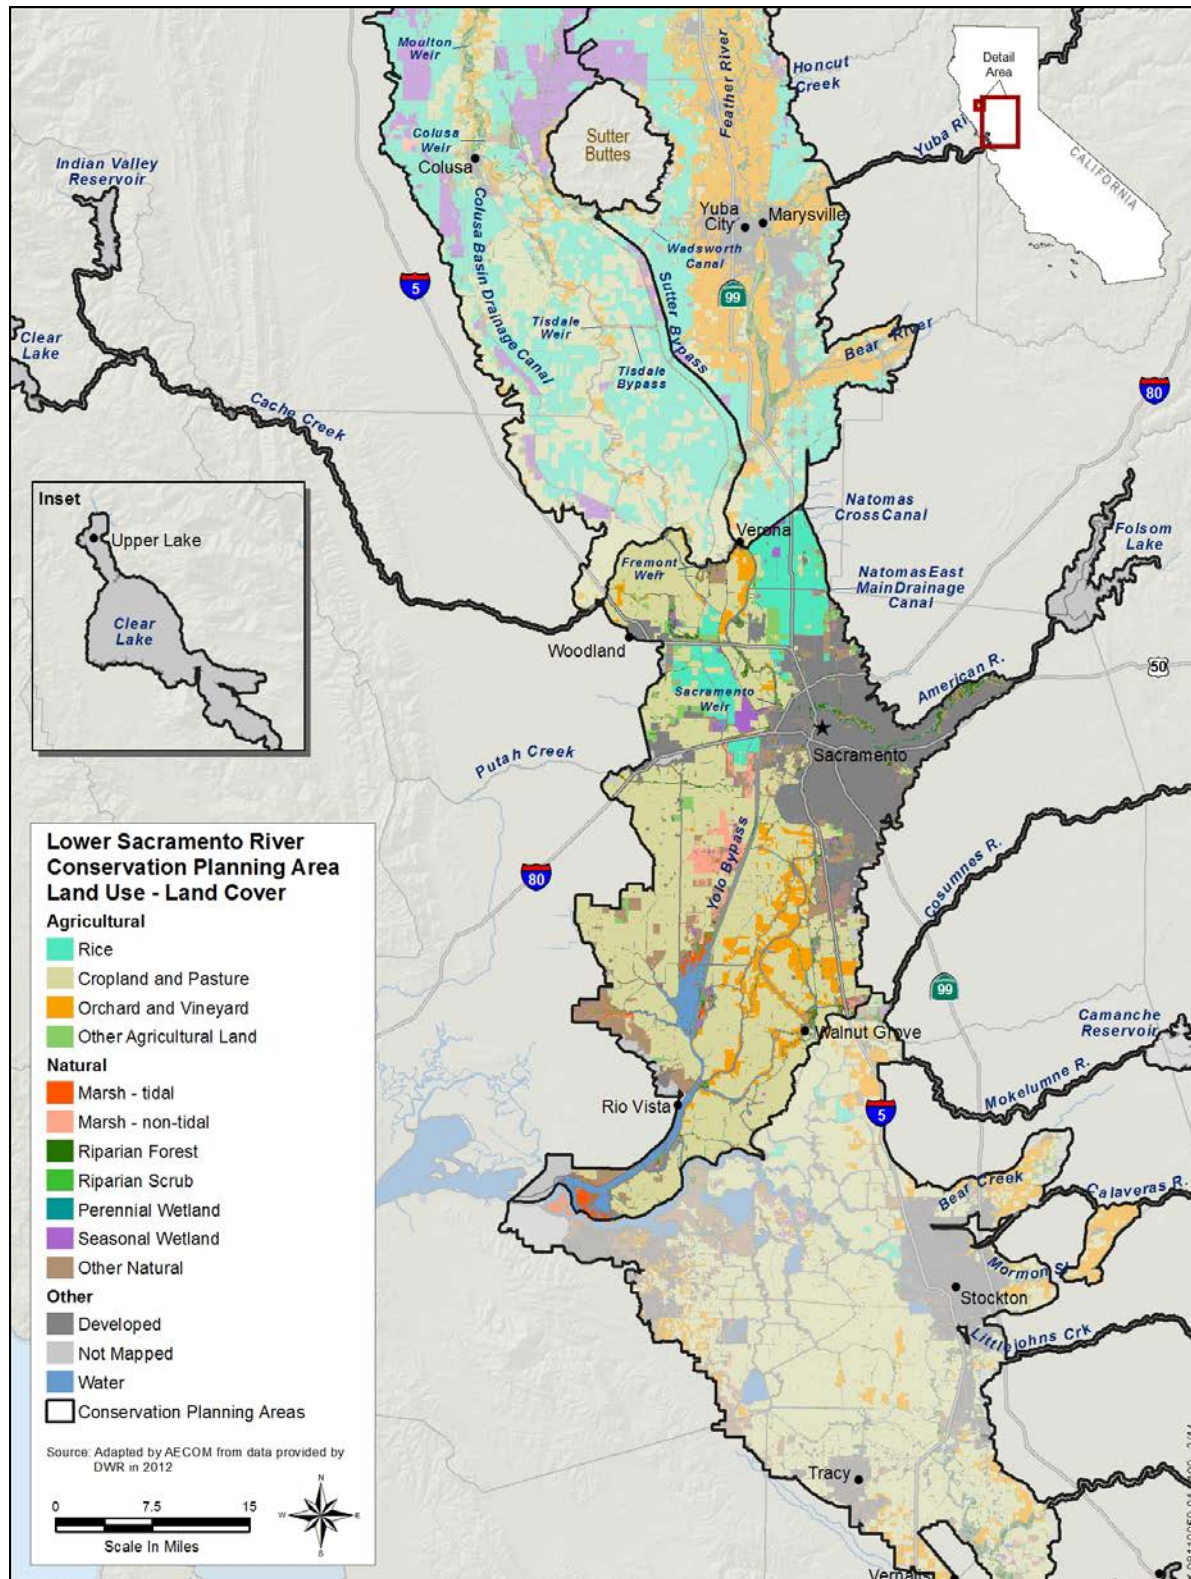 Moulton
Weir
Feather River
Honcut
Creek
Detail
Area
Yuba Ri
CALIFORNIA
Indian Valley
Reservoir
Colusa
Weir
Colusa
Sutter
Buttes
Yuba
City
Marysville
Colusa Basin Drainage Canal
Wadsworth
Canal
5
99
Sutter Bypass
Clear
Lake
Tisdale
Weir
Tisdale
Bypass
Bear River
80
Cache Creek
Inset
Upper Lake
Clear
Lake
Natomas
Cross Canal
Verona
Folsom
Lake
Fremont
Weir
Natomas East
Main Drainage
Canal
Woodland
50
American R.
Sacramento
Weir
Sacramento
Putah Creek
Yolo Bypass
80
Cosumnes R.
99
Walnut Grove
Camanche
Reservoir
Mokelumne R.
Rio Vista
5
Bear Creek
Calaveras R.
Mormon Sl
Stockton
Littlejohns Crk
Tracy
Vernalis
Lower Sacramento River
Conservation Planning Area
Land Use - Land Cover
Agricultural
Rice
Cropland and Pasture
Orchard and Vineyard
Other Agricultural Land
Natural
Marsh - tidal
Marsh - non-tidal
Riparian Forest
Riparian Scrub
Perennial Wetland
Seasonal Wetland
Other Natural
Other
Developed
Not Mapped
Water
Conservation Planning Areas
Source: Adapted by AECOM from data provided by
DWR in 2012
0 7.5 15
Scale In Miles
N
E
S
W